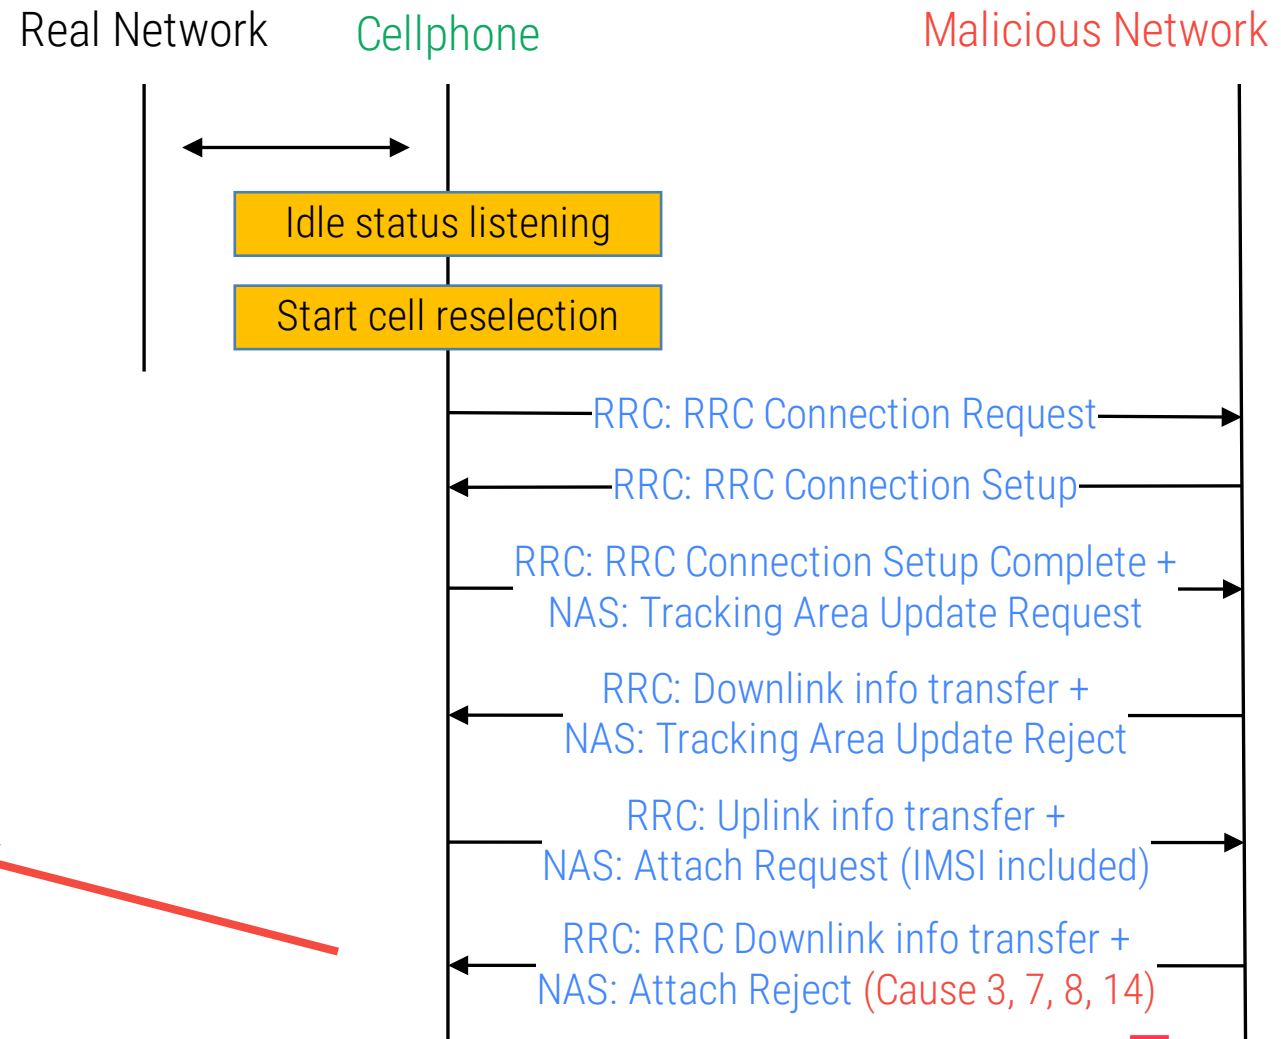 Real Network
Cellphone
Malicious Network
Idle status listening
Start cell reselection
RRC: RRC Connection Request
RRC: RRC Connection Setup
RRC: RRC Connection Setup Complete +
NAS: Tracking Area Update Request
RRC: Downlink info transfer +
NAS: Tracking Area Update Reject
RRC: Uplink info transfer +
NAS: Attach Request (IMSI included)
RRC: RRC Downlink info transfer +
NAS: Attach Reject (Cause 3, 7, 8, 14)